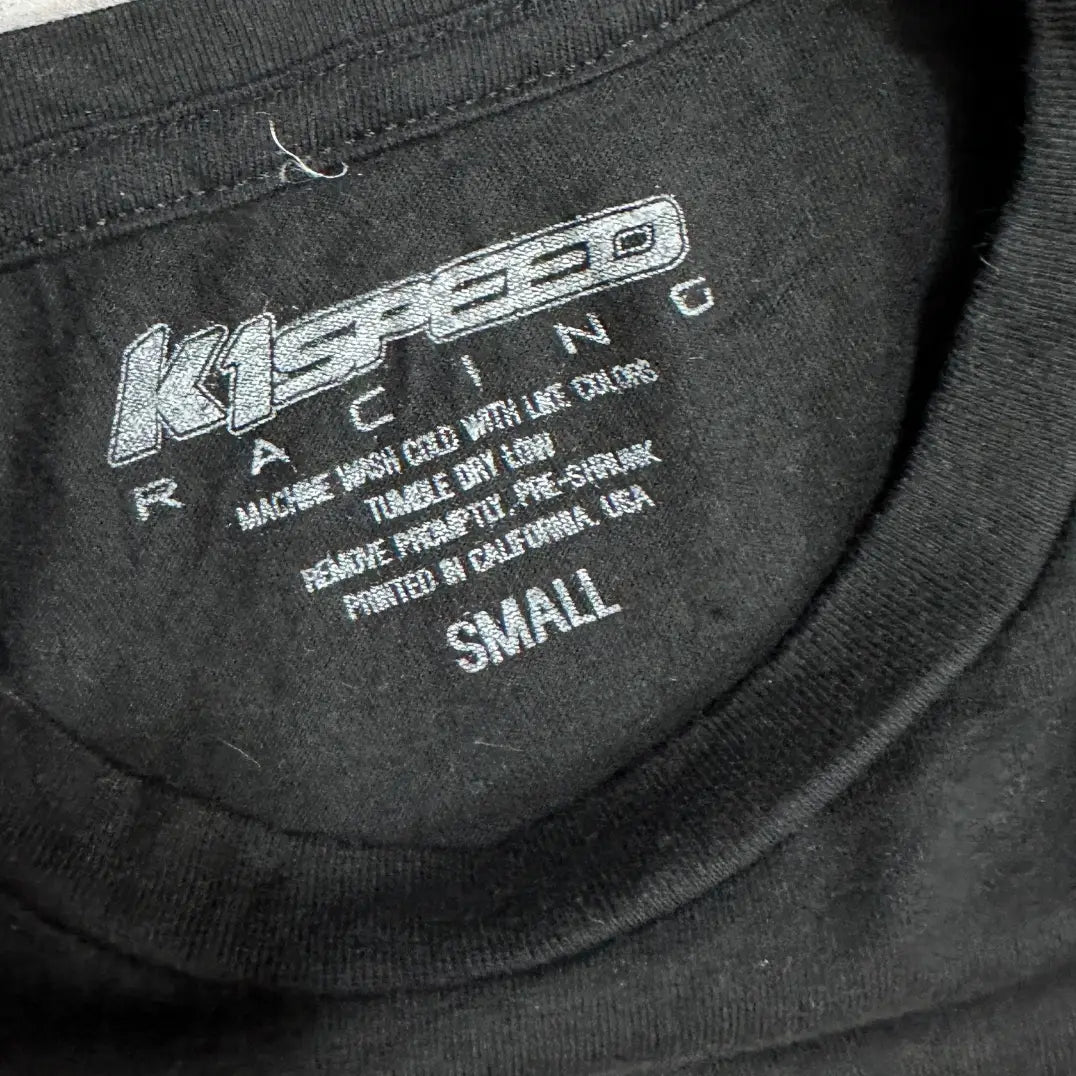 K1SPEED
RACING
MACHINE WASH COLD WITH LIKE COLORS
TUMBLE DRY LOW
REMOVE PROMPTLY .PRE-SHRUNK
PRINTED IN CALIFORNIA, USA
SMALL